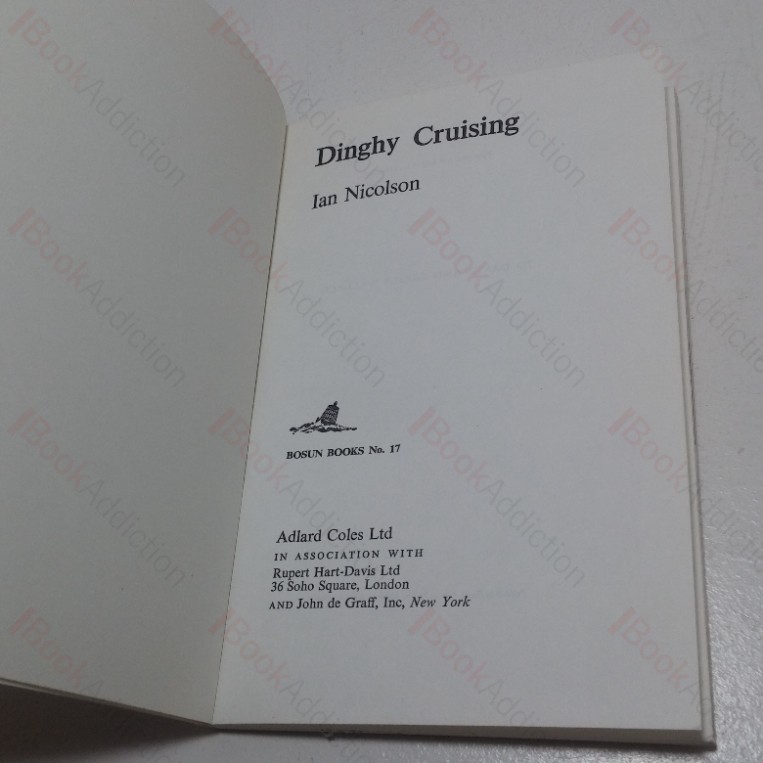 Dinghy Cruising
Ian Nicolson
BOSUN BOOKS No. 17
Adlard Coles Ltd
IN ASSOCIATION WITH
Rupert Hart-Davis Ltd
36 Soho Square, London
AND John de Graff, Inc, New York
BookAddiction